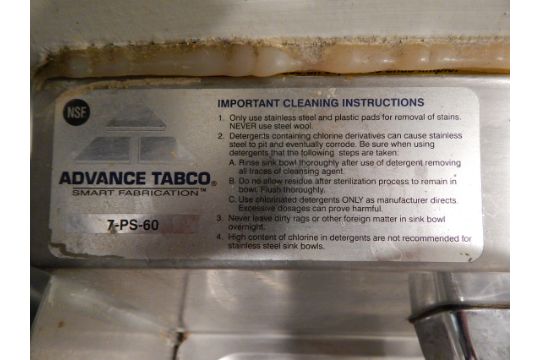 NSF
ADVANCE TABCO®
SMART FABRICATION™
7-PS-60
IMPORTANT CLEANING INSTRUCTIONS
1. Only use stainless steel and plastic pads for removal of stains.
NEVER use steel wool.
2. Detergents containing chlorine derivatives can cause stainless
steel to pit and eventually corrode. Be sure when using
detergents that the following steps are taken:
A. Rinse sink bowl thoroughly after use of detergent, removing
all traces of cleansing agent.
B. Do no allow residue after sterilization process to remain in
bowl. Flush thoroughly.
C. Use chlorinated detergents ONLY as manufacturer directs.
Excessive dosages can prove harmful.
3. Never leave dirty rags or other foreign matter in sink bowl
overnight.
4. High content of chlorine in detergents are not recommended for
stainless steel sink bowls.